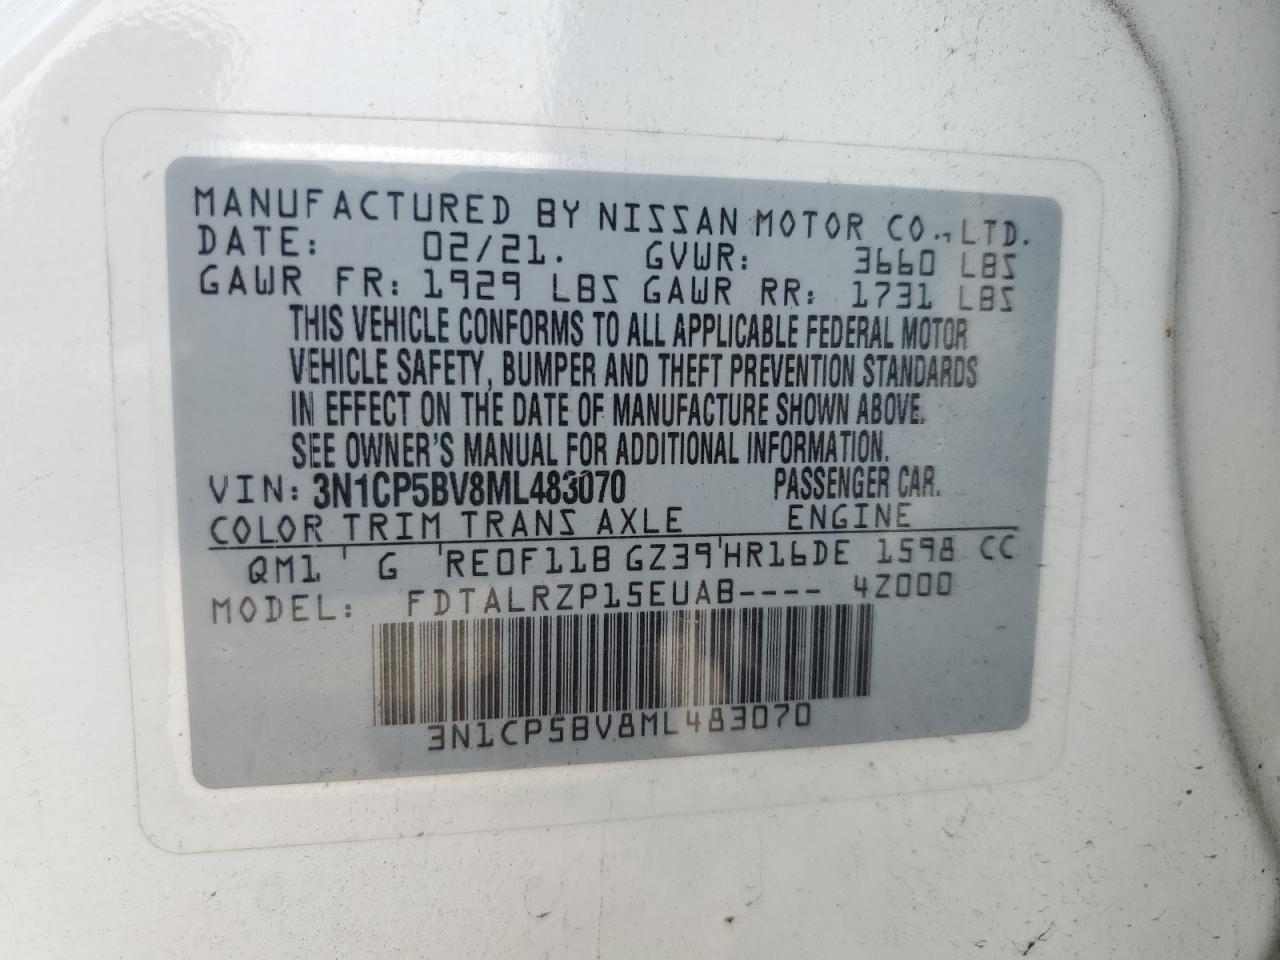 MANUFACTURED BY NISSAN MOTOR CO., LTD.
DATE: 02/21. GVWR: 3660 LBS
GAWR FR: 1929 LBS GAWR RR: 1731 LBS
THIS VEHICLE CONFORMS TO ALL APPLICABLE FEDERAL MOTOR
VEHICLE SAFETY, BUMPER AND THEFT PREVENTION STANDARDS
IN EFFECT ON THE DATE OF MANUFACTURE SHOWN ABOVE.
SEE OWNER'S MANUAL FOR ADDITIONAL INFORMATION.
VIN: 3N1CP5BV8ML483070 PASSENGER CAR.
COLOR TRIM TRANS AXLE ENGINE
QM1 G RE0F11B GZ39 HR16DE 1598 CC
MODEL: FDTALRZP15EUAB---- 4Z000
3N1CP5BV8ML483070